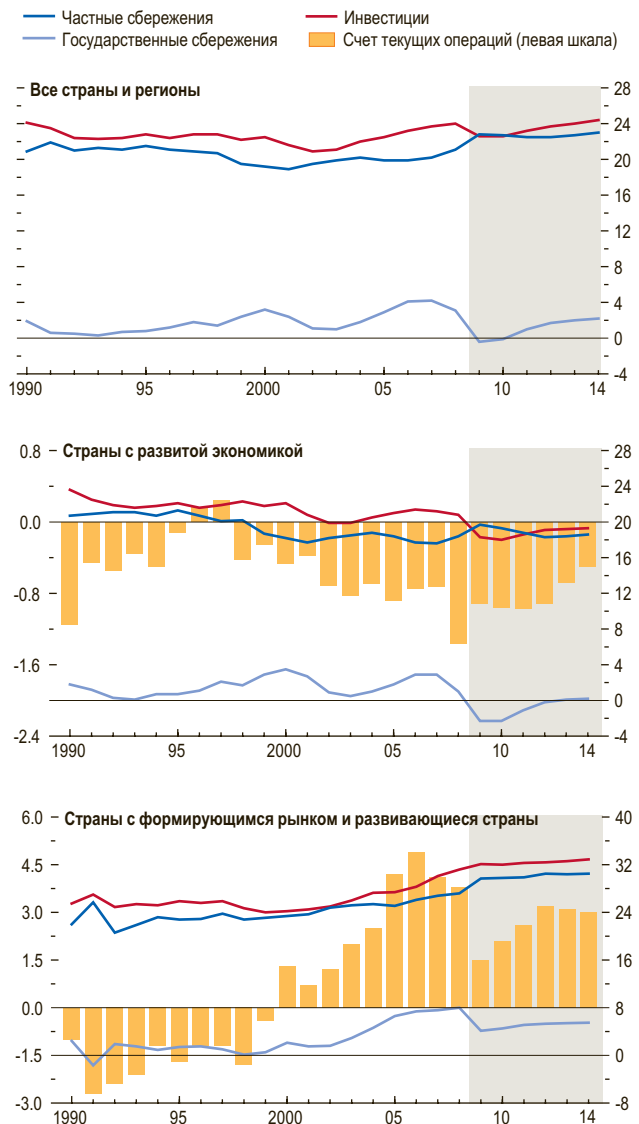 Частные сбережения
Инвестиции
Государственные сбережения
Счет текущих операций (левая шкала)
Все страны и регионы
28
24
20
16
12
8
4
0
-4
1990 95 2000 05 10 14
Страны с развитой экономикой
0.8 28
24
0.0 20
16
-0.8 12
8
-1.6 4
0
-2.4 -4
1990 95 2000 05 10 14
Страны с формирующимся рынком и развивающиеся страны
6.0 40
4.5 32
3.0 24
1.5 16
0.0 8
-1.5 0
-3.0 -8
1990 95 2000 05 10 14